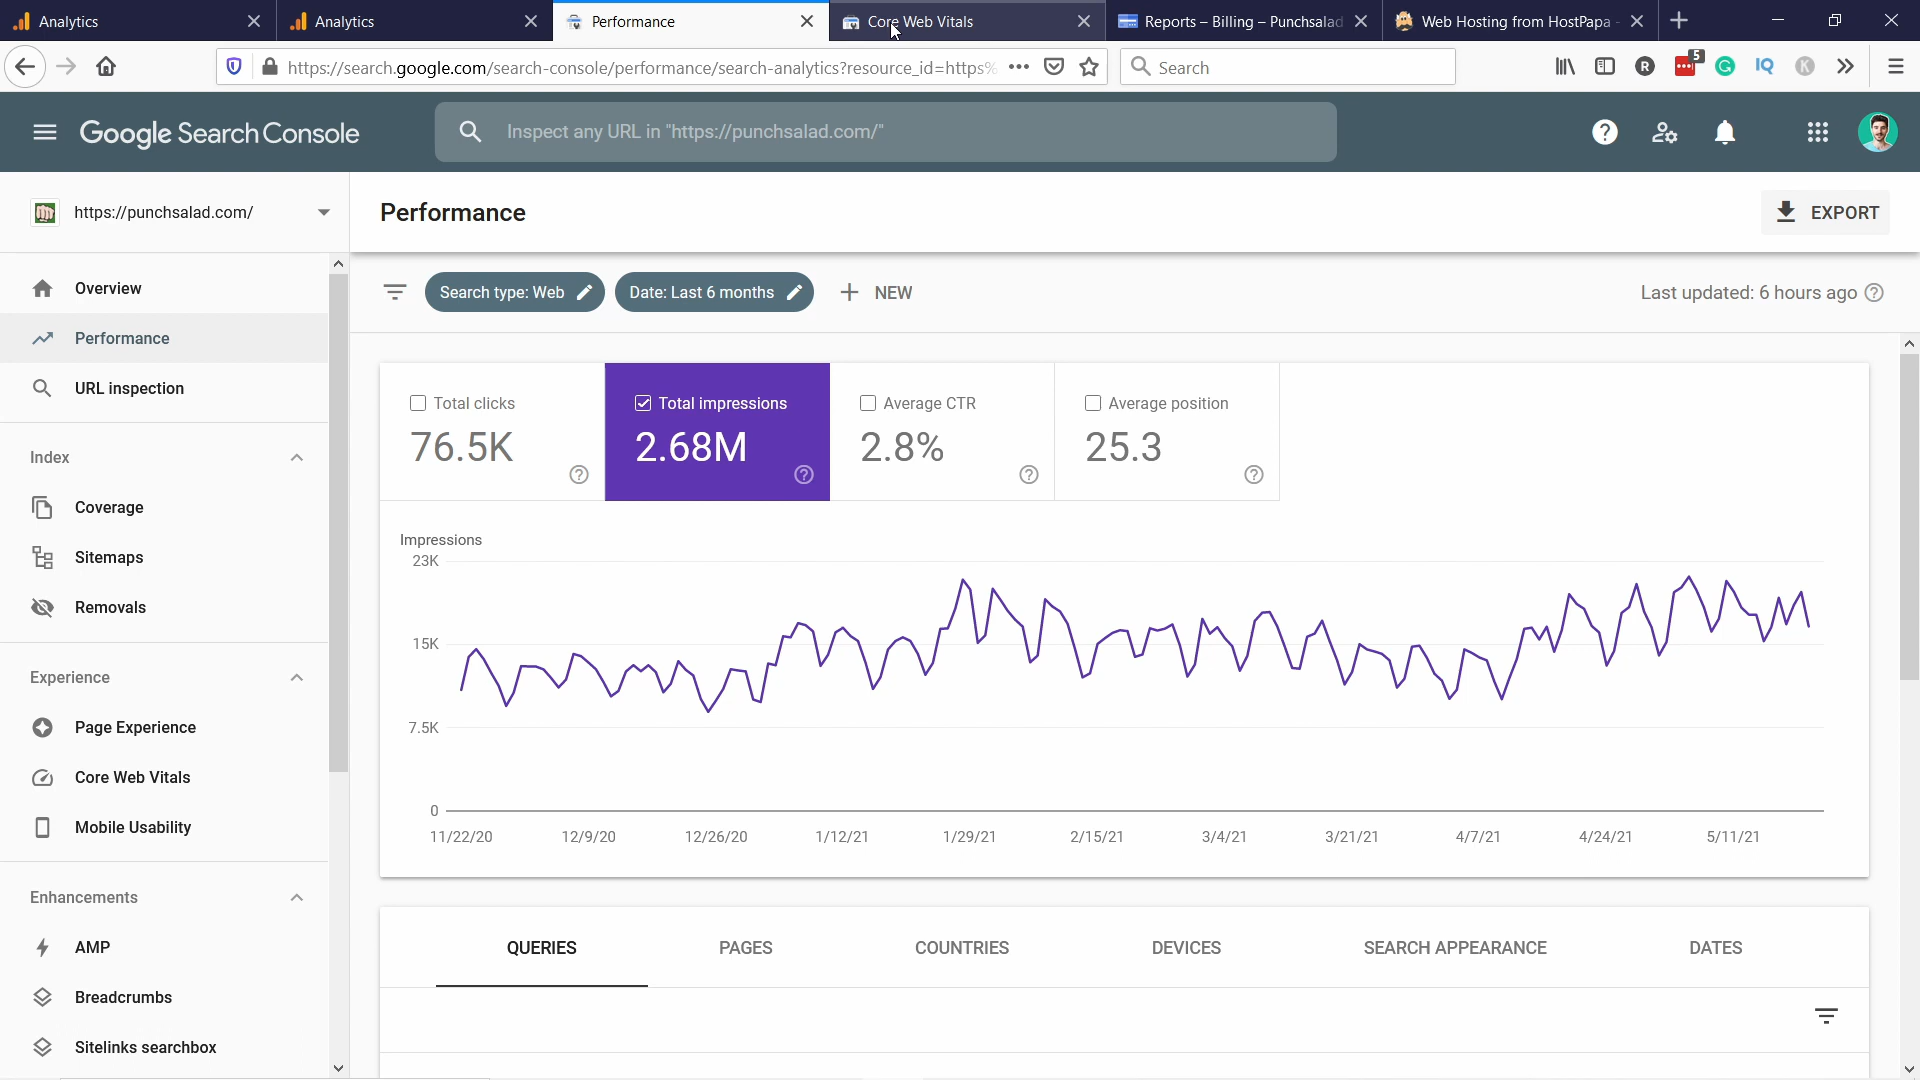 Analytics
Analytics
Performance
Core Web Vitals
Reports – Billing – Punchsalad
Web Hosting from HostPapa -
https://search.google.com/search-console/performance/search-analytics?resource_id=https%
Search
R
5
IQ
K
Google Search Console
Inspect any URL in "https://punchsalad.com/"
https://punchsalad.com/
Performance
EXPORT
Overview
Performance
URL inspection
Index
Coverage
Sitemaps
Removals
Experience
Page Experience
Core Web Vitals
Mobile Usability
Enhancements
AMP
Breadcrumbs
Sitelinks searchbox
Search type: Web
Date: Last 6 months
NEW
Last updated: 6 hours ago
Total clicks
76.5K
Total impressions
2.68M
Average CTR
2.8%
Average position
25.3
Impressions
23K
15K
7.5K
0
11/22/20
12/9/20
12/26/20
1/12/21
1/29/21
2/15/21
3/4/21
3/21/21
4/7/21
4/24/21
5/11/21
QUERIES
PAGES
COUNTRIES
DEVICES
SEARCH APPEARANCE
DATES